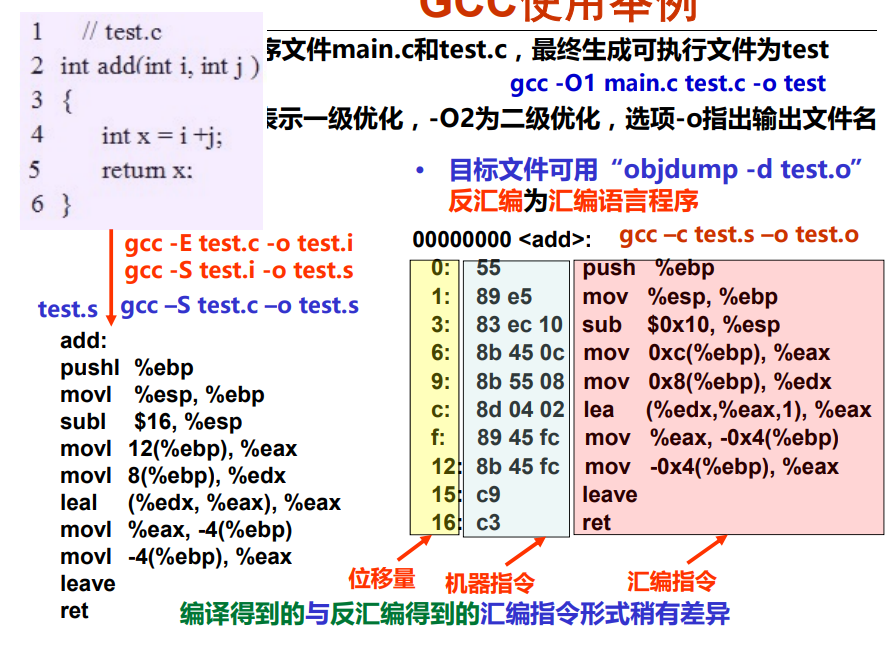 GCC使用举例
1 // test.c
2 int add(int i, int j )
3 {
4 int x = i +j;
5 return x:
6 }
序文件main.c和test.c，最终生成可执行文件为test
gcc -O1 main.c test.c -o test
表示一级优化，-O2为二级优化，选项-o指出输出文件名
• 目标文件可用“objdump -d test.o”
反汇编为汇编语言程序
gcc -E test.c -o test.i
gcc -S test.i -o test.s
test.s gcc –S test.c –o test.s
add:
pushl %ebp
movl %esp, %ebp
subl $16, %esp
movl 12(%ebp), %eax
movl 8(%ebp), %edx
leal (%edx, %eax), %eax
movl %eax, -4(%ebp)
movl -4(%ebp), %eax
leave
ret
00000000 <add>: gcc –c test.s –o test.o
0: 55 push %ebp
1: 89 e5 mov %esp, %ebp
3: 83 ec 10 sub $0x10, %esp
6: 8b 45 0c mov 0xc(%ebp), %eax
9: 8b 55 08 mov 0x8(%ebp), %edx
c: 8d 04 02 lea (%edx,%eax,1), %eax
f: 89 45 fc mov %eax, -0x4(%ebp)
12: 8b 45 fc mov -0x4(%ebp), %eax
15: c9 leave
16: c3 ret
位移量 机器指令 汇编指令
编译得到的与反汇编得到的汇编指令形式稍有差异